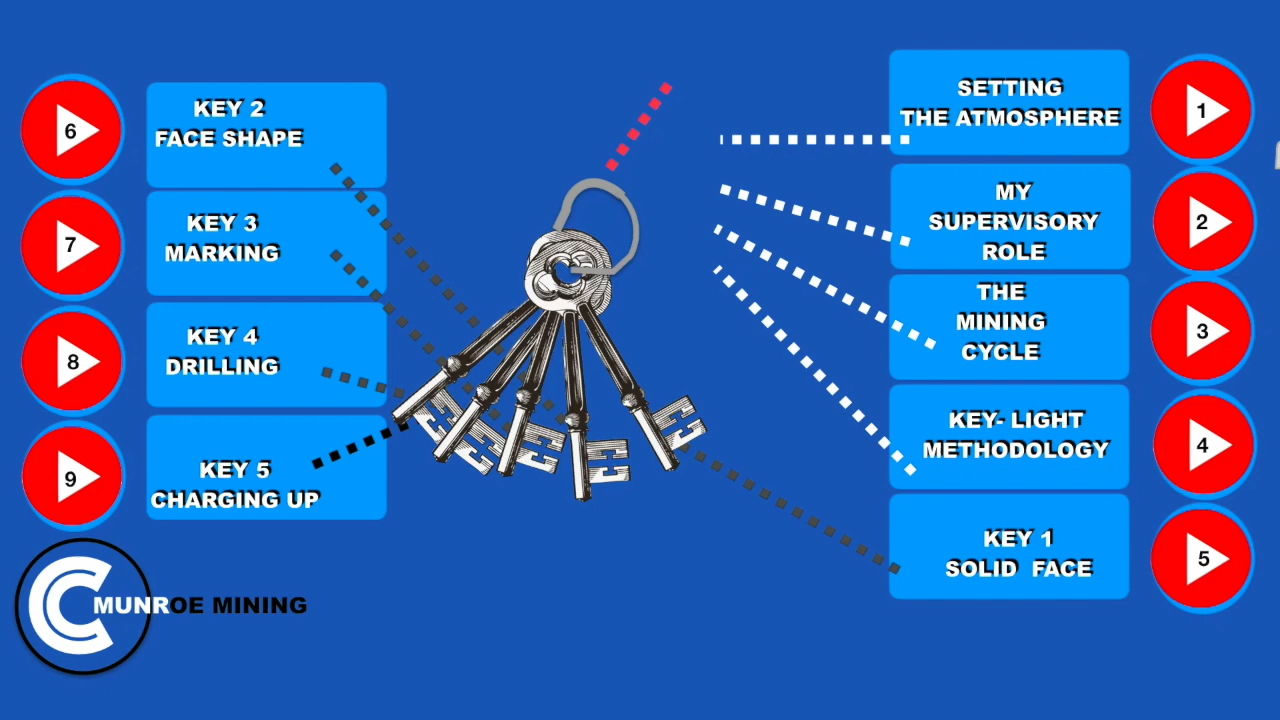 6
KEY 2
FACE SHAPE
7
KEY 3
MARKING
8
KEY 4
DRILLING
9
KEY 5
CHARGING UP
SETTING
THE ATMOSPHERE
1
MY
SUPERVISORY
ROLE
2
THE
MINING
CYCLE
3
KEY- LIGHT
METHODOLOGY
4
KEY 1
SOLID FACE
5
MUNROE MINING